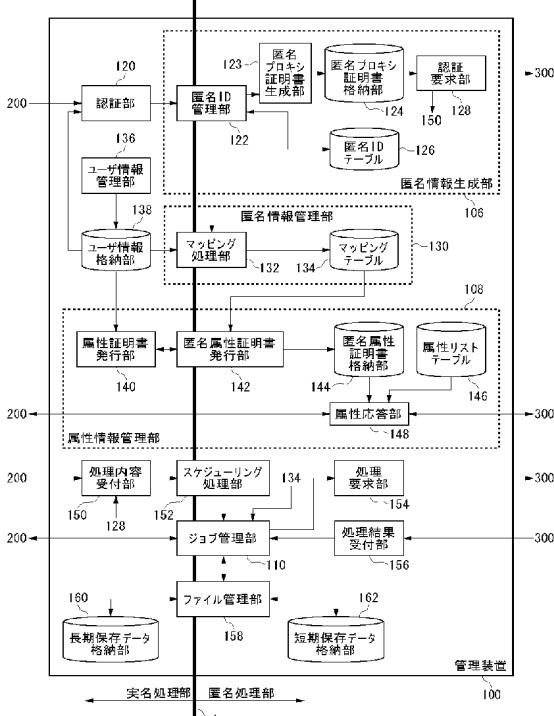 120
認証部
200
136
ユーザ情報
管理部
138
ユーザ情報
格納部
匿名ID
管理部
122
123
匿名
プロキシ
証明書
生成部
匿名
プロキシ
証明書
格納部
124
認証
要求部
128
150
300
匿名ID
テーブル
126
匿名情報生成部
106
匿名情報管理部
マッピング
処理部
132
134
マッピング
テーブル
130
108
属性証明書
発行部
140
匿名属性証明書
発行部
142
匿名属性
証明書
格納部
144
属性リスト
テーブル
146
200
属性応答部
148
300
属性情報管理部
200
処理内容
受付部
150
128
スケジューリング
処理部
152
134
処理
要求部
154
300
200
ジョブ管理部
110
処理結果
受付部
156
300
ファイル管理部
158
160
長期保存データ
格納部
162
短期保存データ
格納部
管理装置
100
実名処理部
匿名処理部